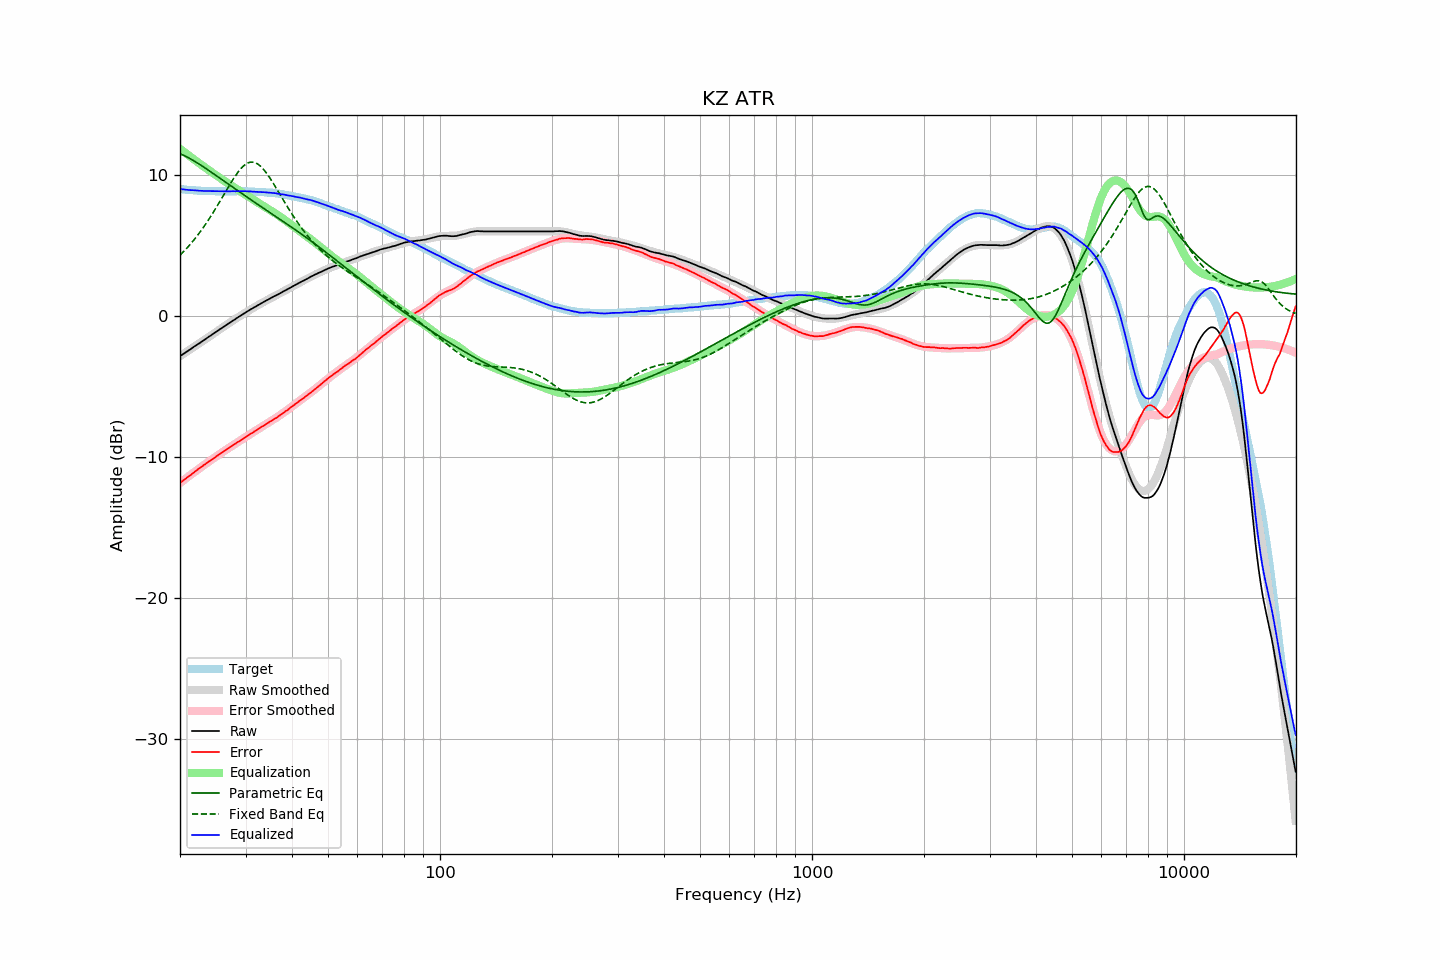 KZ ATR
10
0
−10
−20
−30
Amplitude (dBr)
Target
Raw Smoothed
Error Smoothed
Raw
Error
Equalization
Parametric Eq
Fixed Band Eq
Equalized
100
1000
10000
Frequency (Hz)